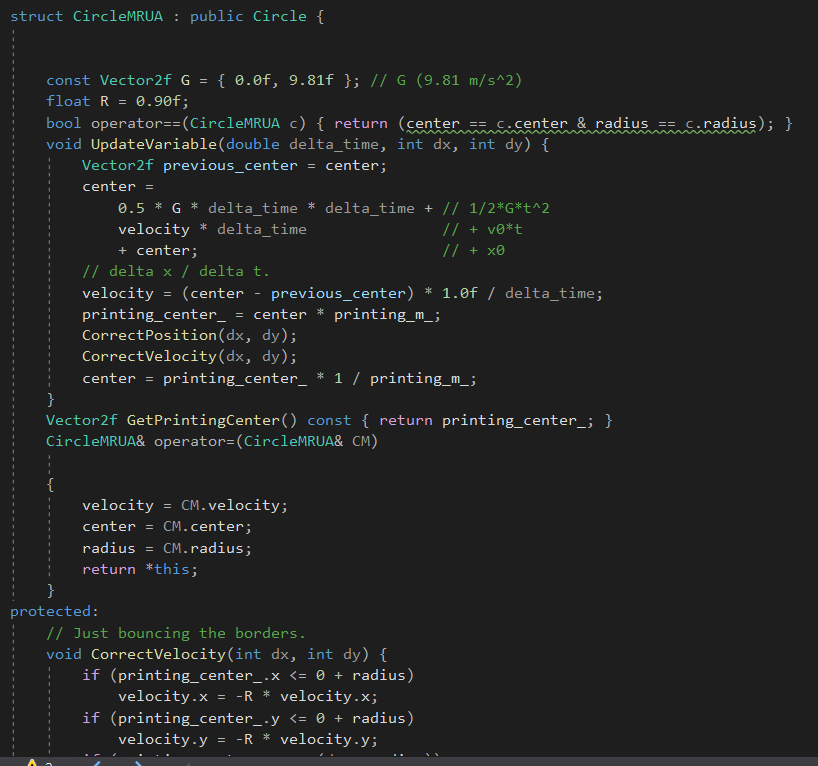 struct CircleMRUA : public Circle {
const Vector2f G = { 0.0f, 9.81f }; // G (9.81 m/s^2)
float R = 0.90f;
bool operator==(CircleMRUA c) { return (center == c.center & radius == c.radius); }
void UpdateVariable(double delta_time, int dx, int dy) {
Vector2f previous_center = center;
center =
0.5 * G * delta_time * delta_time + // 1/2*G*t^2
velocity * delta_time // + v0*t
+ center; // + x0
// delta x / delta t.
velocity = (center - previous_center) * 1.0f / delta_time;
printing_center_ = center * printing_m_;
CorrectPosition(dx, dy);
CorrectVelocity(dx, dy);
center = printing_center_ * 1 / printing_m_;
}
Vector2f GetPrintingCenter() const { return printing_center_; }
CircleMRUA& operator=(CircleMRUA& CM)
{
velocity = CM.velocity;
center = CM.center;
radius = CM.radius;
return *this;
}
protected:
// Just bouncing the borders.
void CorrectVelocity(int dx, int dy) {
if (printing_center_.x <= 0 + radius)
velocity.x = -R * velocity.x;
if (printing_center_.y <= 0 + radius)
velocity.y = -R * velocity.y;